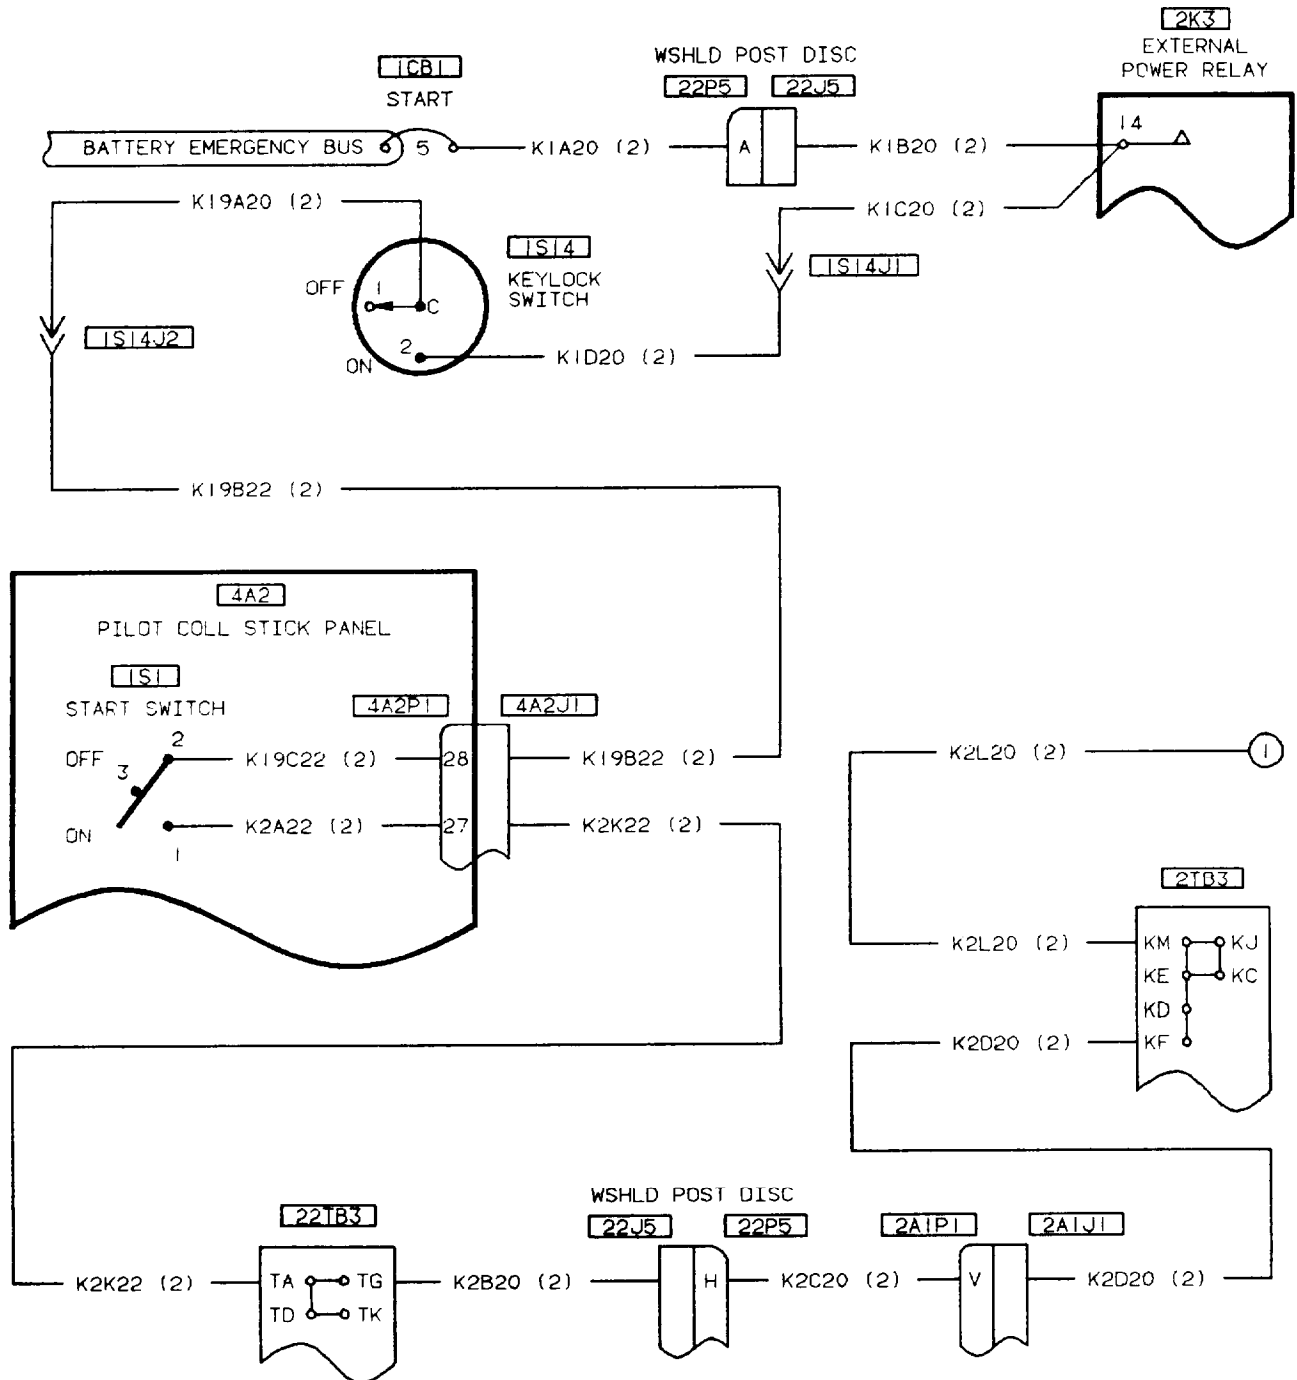 2K3
EXTERNAL
POWER RELAY
WSHLD POST DISC
22P5 22J5
1CB1
START
14
BATTERY EMERGENCY BUS 5 K1A20 (2) A K1B20 (2)
K19A20 (2) K1C20 (2)
1S14
KEYLOCK
SWITCH
1S14J1
OFF 1 C
1S14J2
2
ON K1D20 (2)
K19B22 (2)
4A2
PILOT COLL STICK PANEL
1S1
START SWITCH
4A2P1 4A2J1
OFF 2 K19C22 (2) 28 K19B22 (2) K2L20 (2) 1
3
ON K2A22 (2) 27 K2K22 (2)
1
2TB3
K2L20 (2) KM KJ
KE KC
KD
K2D20 (2) KF
WSHLD POST DISC
22TB3 22J5 22P5 2A1P1 2A1J1
K2K22 (2) TA TG K2B20 (2) H K2C20 (2) V K2D20 (2)
TD TK